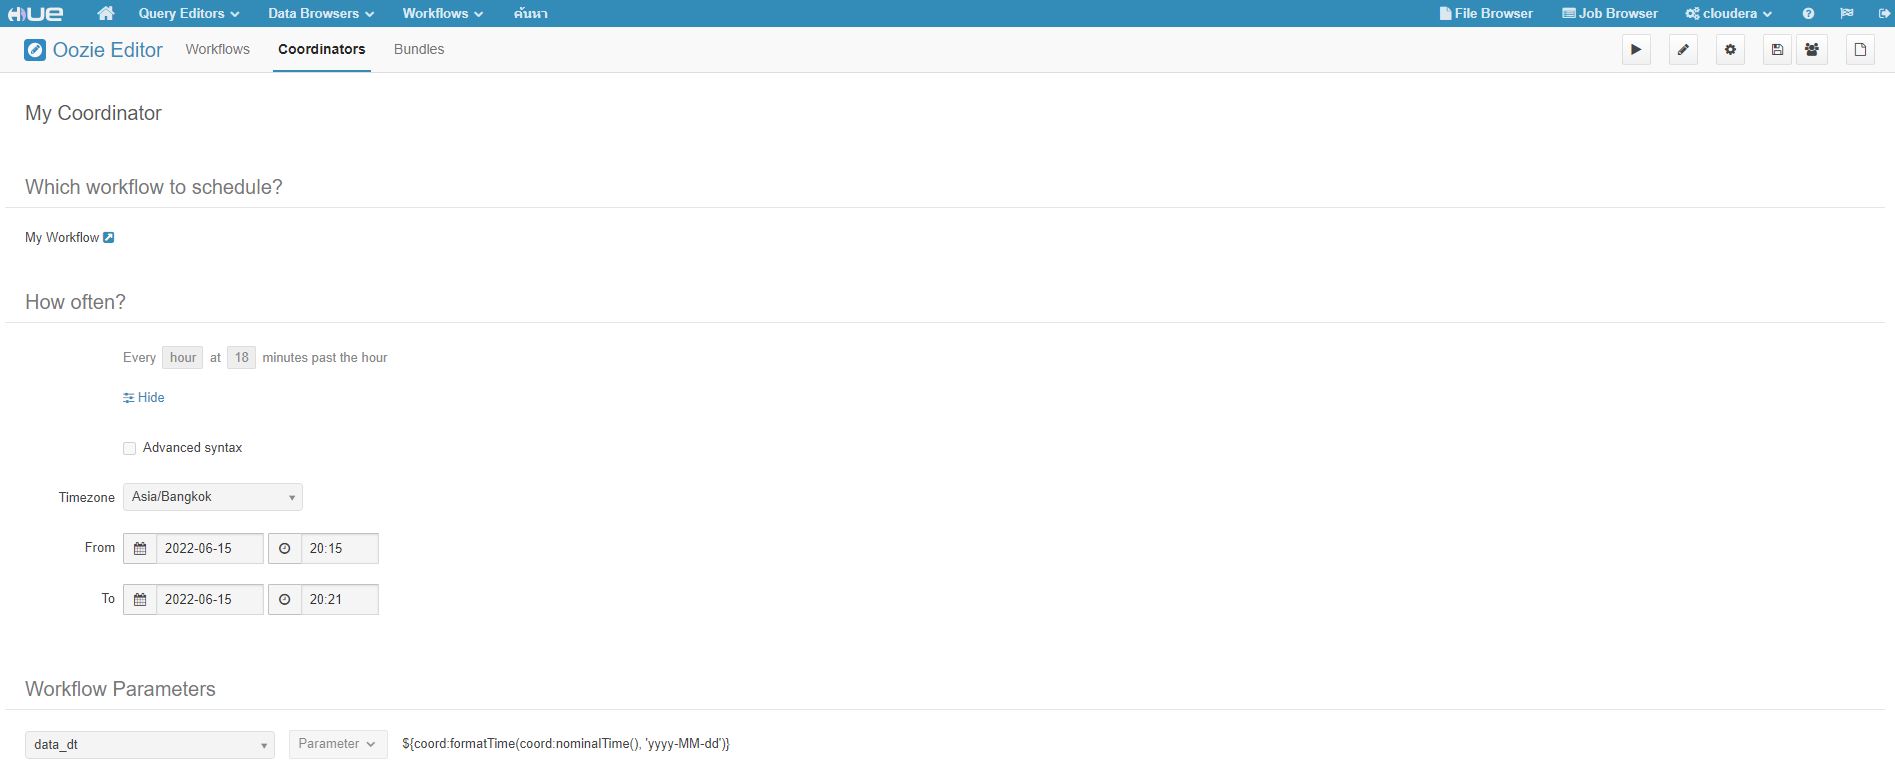 HUE Query Editors Data Browsers Workflows ค้นหา File Browser Job Browser cloudera
Oozie Editor Workflows Coordinators Bundles
My Coordinator
Which workflow to schedule?
My Workflow
How often?
Every hour at 18 minutes past the hour
Hide
Advanced syntax
Timezone Asia/Bangkok
From 2022-06-15 20:15
To 2022-06-15 20:21
Workflow Parameters
data_dt Parameter ${coord:formatTime(coord:nominalTime(), 'yyyy-MM-dd')}